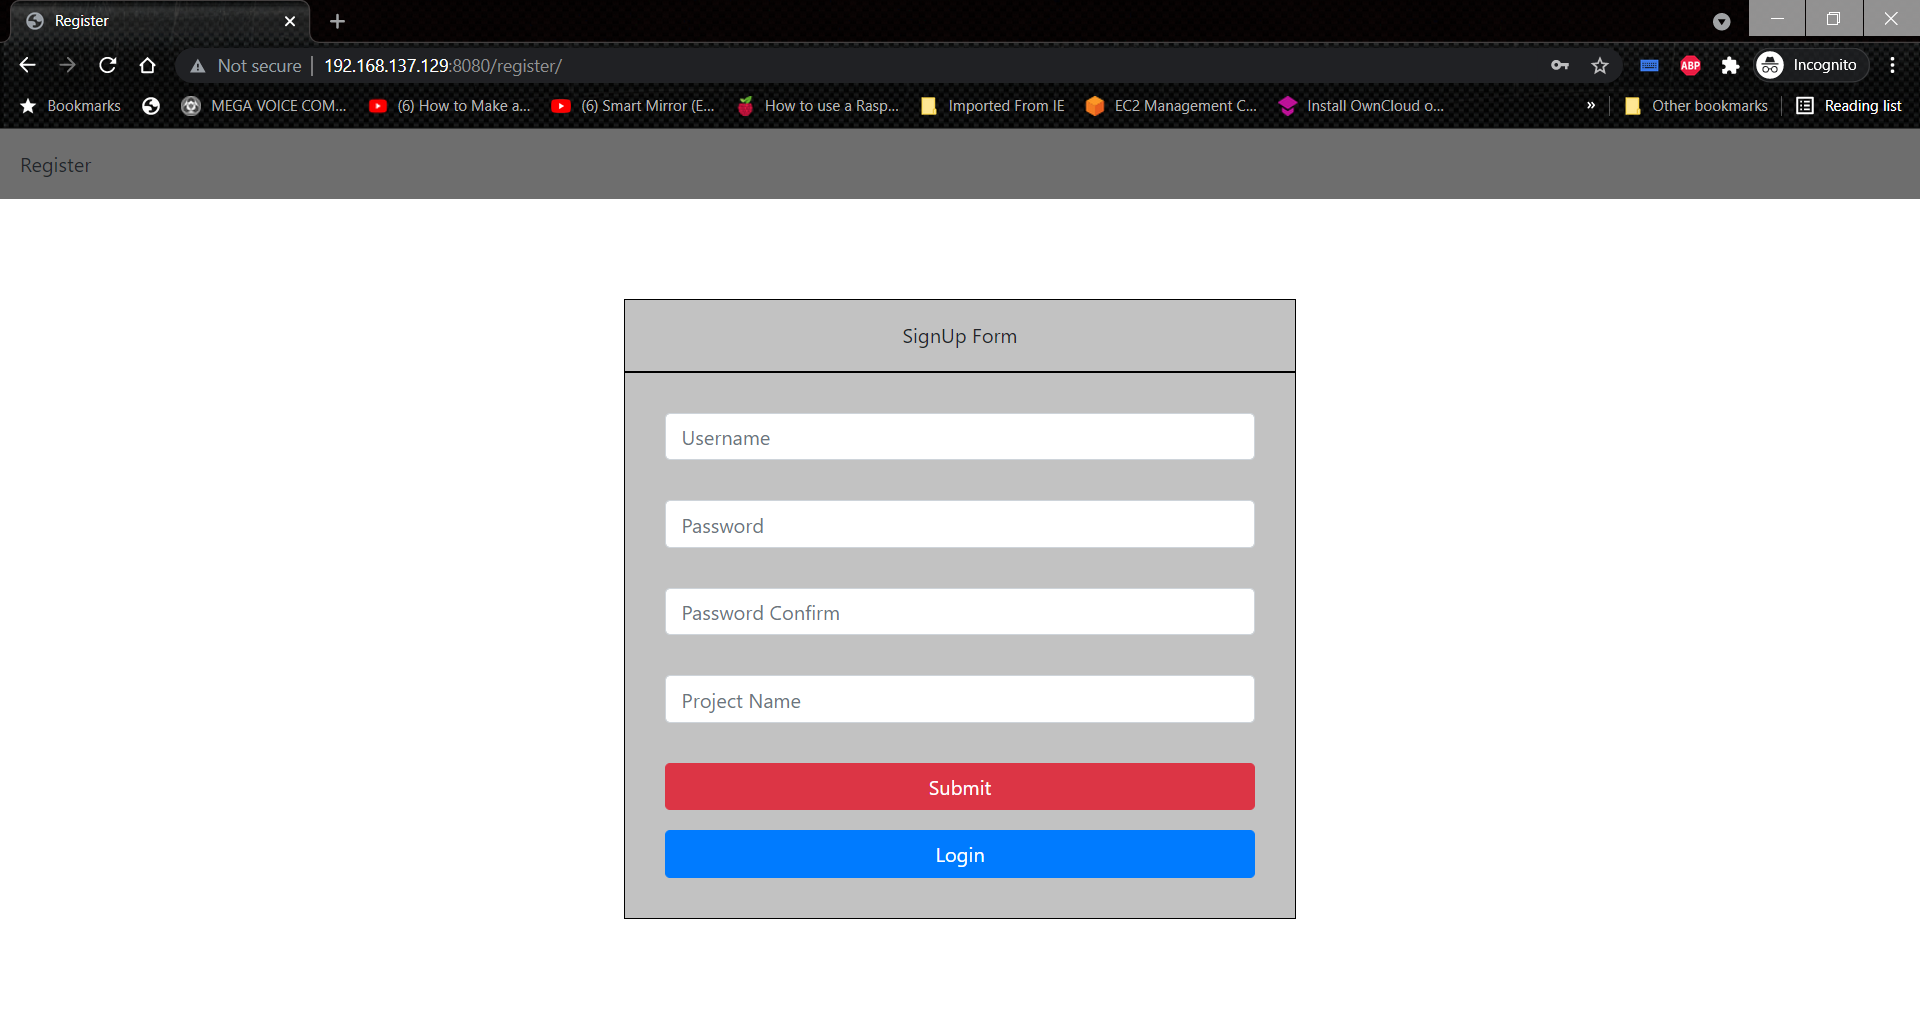 Register
Not secure 192.168.137.129:8080/register/ ABP Incognito
Bookmarks MEGA VOICE COM... (6) How to Make a... (6) Smart Mirror (E... How to use a Rasp... Imported From IE EC2 Management C... Install OwnCloud o... » Other bookmarks Reading list
Register
SignUp Form
Username
Password
Password Confirm
Project Name
Submit
Login